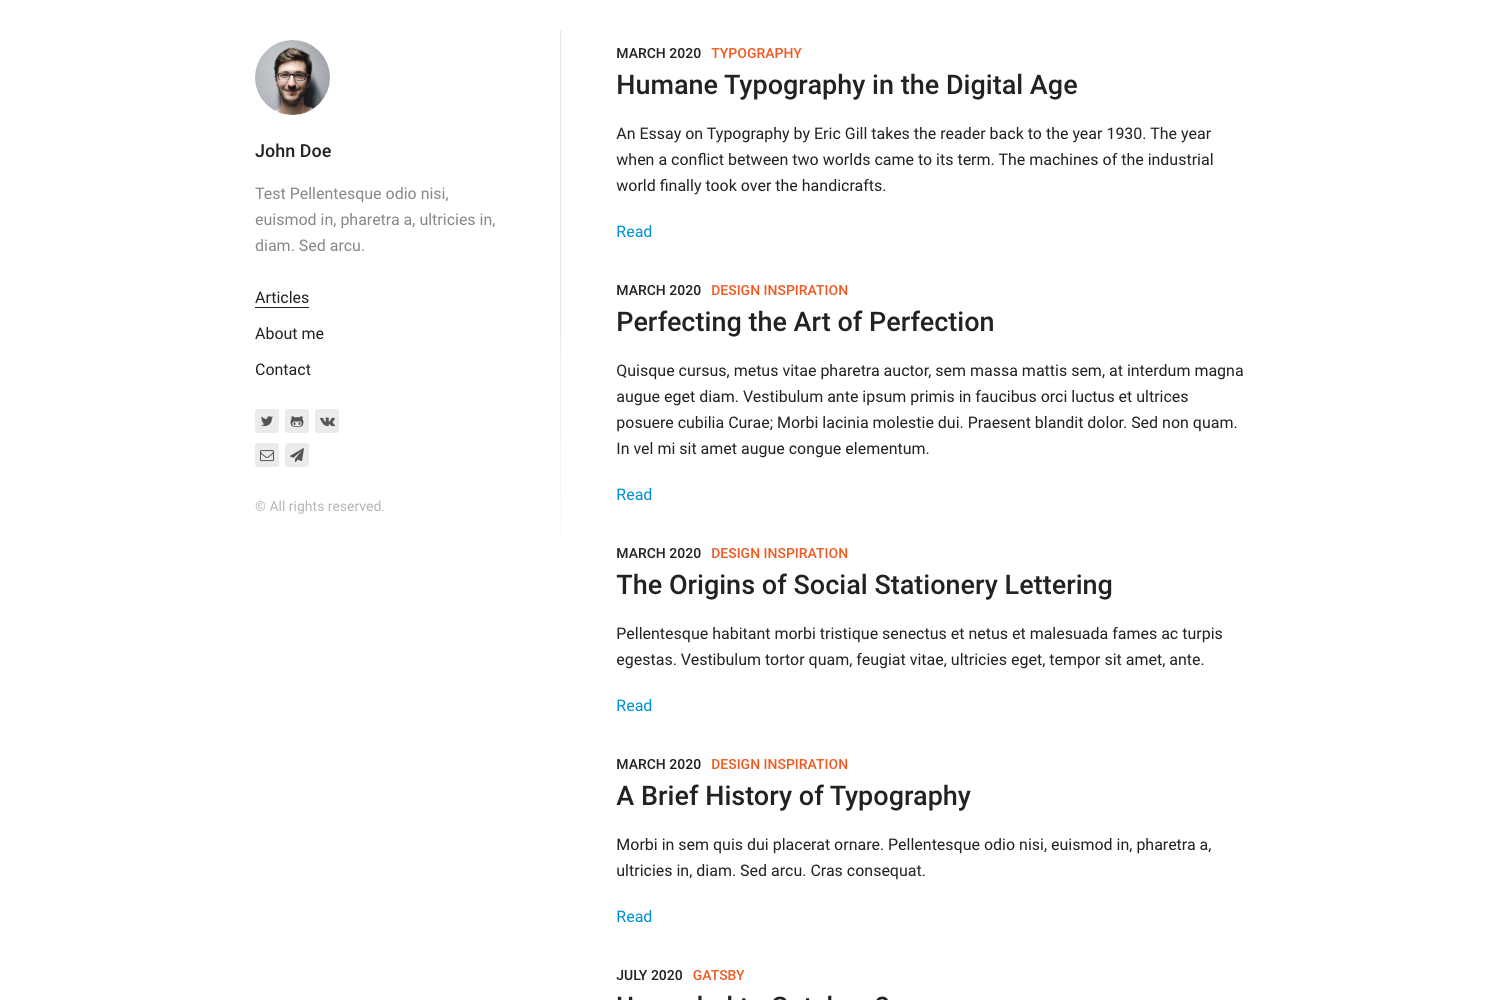 John Doe
Test Pellentesque odio nisi,
euismod in, pharetra a, ultricies in,
diam. Sed arcu.
Articles
About me
Contact
© All rights reserved.
MARCH 2020 TYPOGRAPHY
Humane Typography in the Digital Age
An Essay on Typography by Eric Gill takes the reader back to the year 1930. The year
when a conflict between two worlds came to its term. The machines of the industrial
world finally took over the handicrafts.
Read
MARCH 2020 DESIGN INSPIRATION
Perfecting the Art of Perfection
Quisque cursus, metus vitae pharetra auctor, sem massa mattis sem, at interdum magna
augue eget diam. Vestibulum ante ipsum primis in faucibus orci luctus et ultrices
posuere cubilia Curae; Morbi lacinia molestie dui. Praesent blandit dolor. Sed non quam.
In vel mi sit amet augue congue elementum.
Read
MARCH 2020 DESIGN INSPIRATION
The Origins of Social Stationery Lettering
Pellentesque habitant morbi tristique senectus et netus et malesuada fames ac turpis
egestas. Vestibulum tortor quam, feugiat vitae, ultricies eget, tempor sit amet, ante.
Read
MARCH 2020 DESIGN INSPIRATION
A Brief History of Typography
Morbi in sem quis dui placerat ornare. Pellentesque odio nisi, euismod in, pharetra a,
ultricies in, diam. Sed arcu. Cras consequat.
Read
JULY 2020 GATSBY